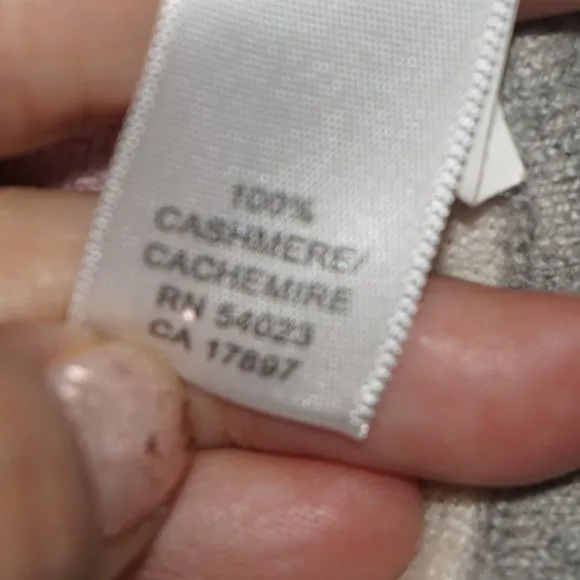 100%
CASHMERE/
CACHEMIRE
RN 54023
CA 17897